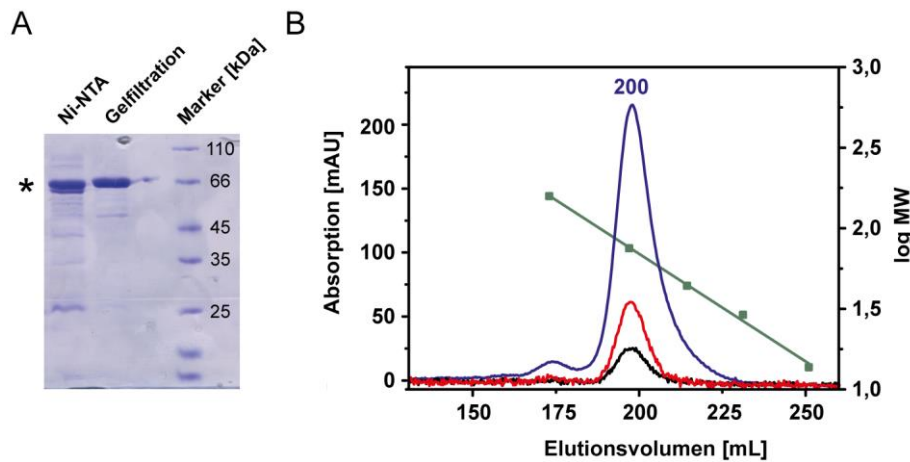 A
Ni-NTA
Gelfiltration
Marker [kDa]
110
66
*
45
35
25
B
200
Absorption [mAU]
200
150
100
50
0
3,0
2,5
2,0
1,5
1,0
log MW
150
175
200
225
250
Elutionsvolumen [mL]